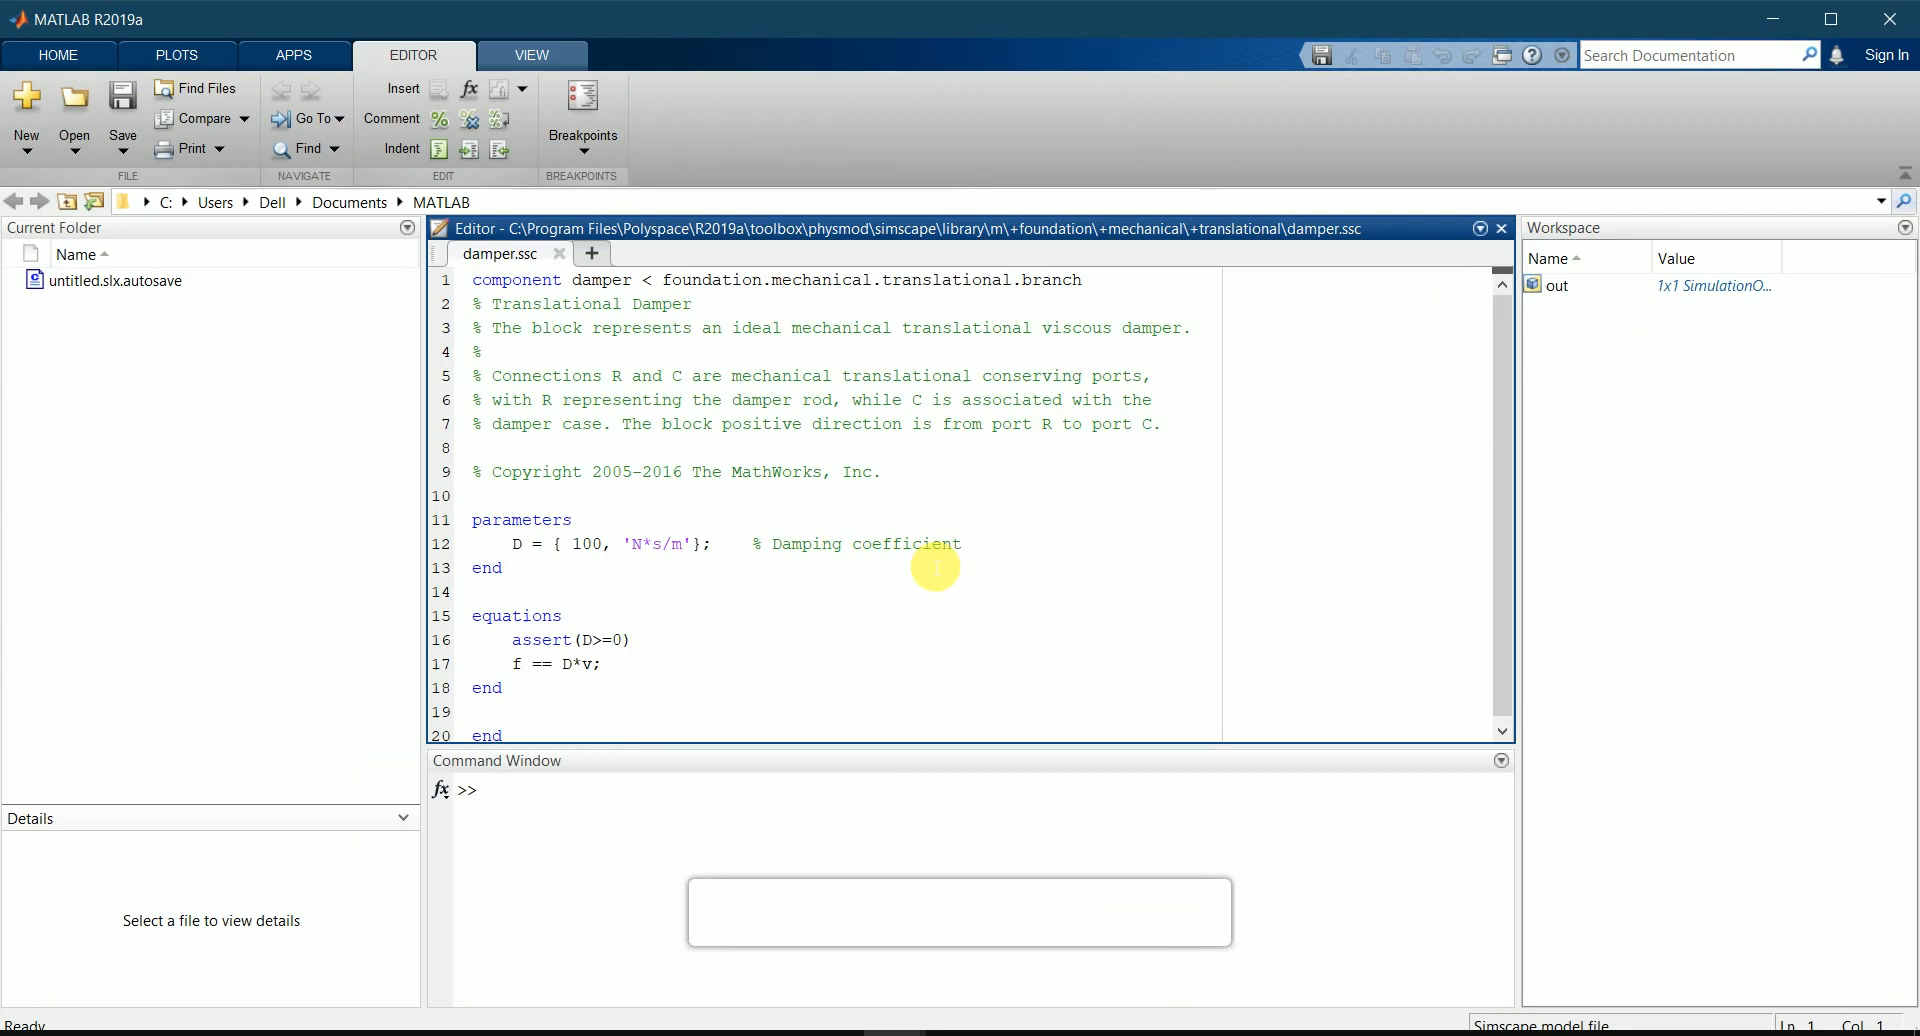 MATLAB R2019a
HOME
PLOTS
APPS
EDITOR
VIEW
Search Documentation
Sign In
New
Open
Save
Find Files
Compare
Print
FILE
Go To
Find
NAVIGATE
Insert
Comment
Indent
EDIT
Breakpoints
BREAKPOINTS
C: Users Dell Documents MATLAB
Current Folder
Name
untitled.slx.autosave
Details
Select a file to view details
Editor - C:\Program Files\Polyspace\R2019a\toolbox\physmod\simscape\library\m\+foundation\+mechanical\+translational\damper.ssc
damper.ssc
1 component damper < foundation.mechanical.translational.branch
2 % Translational Damper
3 % The block represents an ideal mechanical translational viscous damper.
4 %
5 % Connections R and C are mechanical translational conserving ports,
6 % with R representing the damper rod, while C is associated with the
7 % damper case. The block positive direction is from port R to port C.
8
9 % Copyright 2005-2016 The MathWorks, Inc.
10
11 parameters
12 D = { 100, 'N*s/m'}; % Damping coefficient
13 end
14
15 equations
16 assert(D>=0)
17 f == D*v;
18 end
19
20 end
Command Window
fx >>
Workspace
Name Value
out 1x1 SimulationO...
Ready
Simscape model file
Ln 1 Col 1